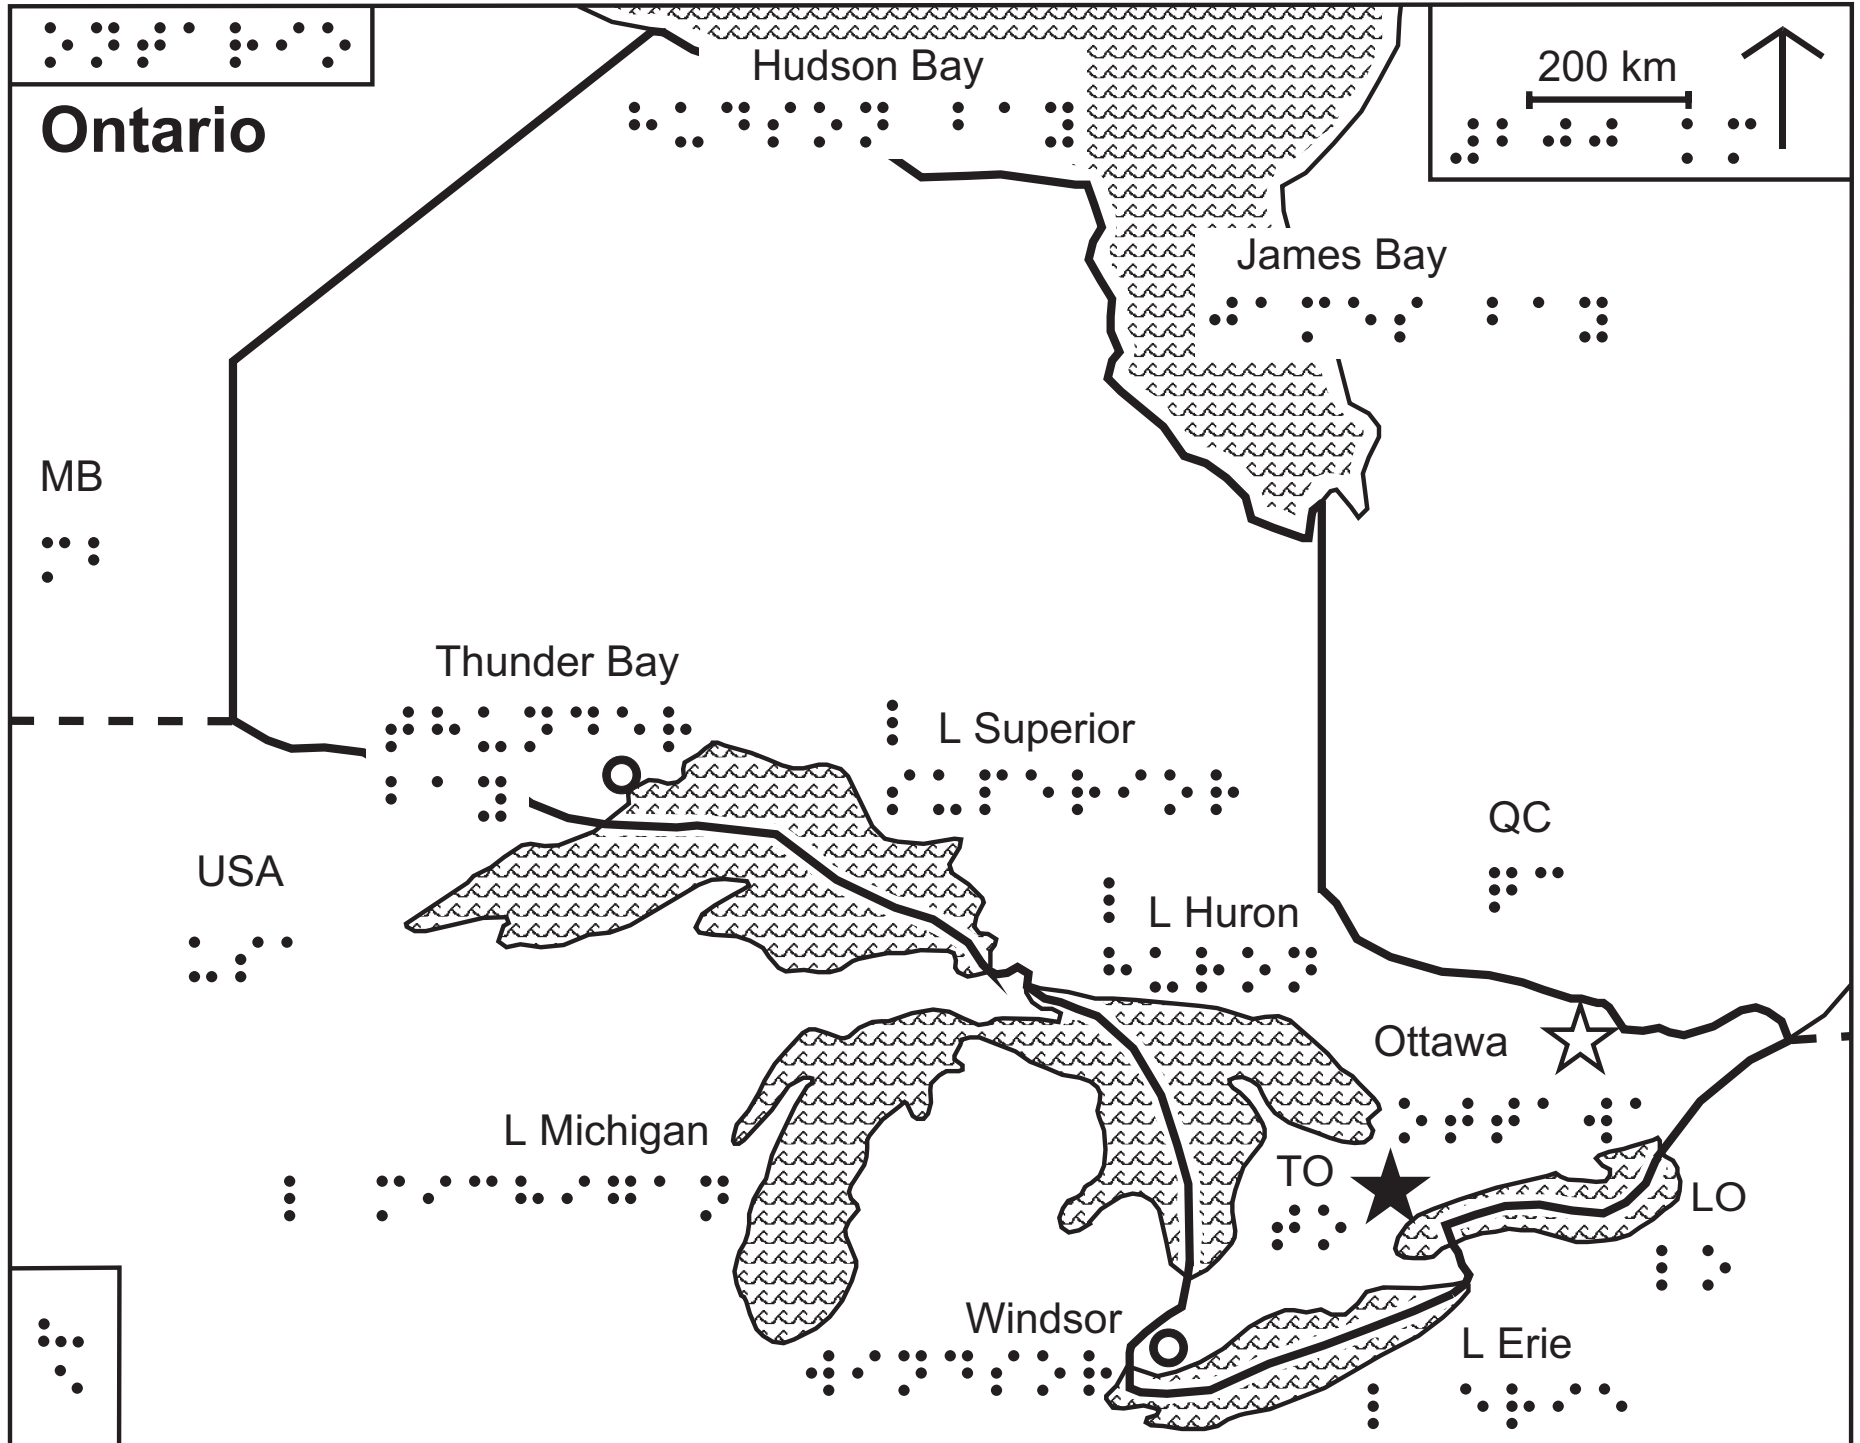 ⠕⠝⠞⠁⠗⠊⠕
Ontario
Hudson Bay
⠓⠥⠙⠎⠕⠝ ⠃⠁⠽
200 km
⠼⠃⠚⠚ ⠅⠍
James Bay
⠚⠁⠍⠑⠎ ⠃⠁⠽
MB
⠍⠃
Thunder Bay
⠞⠓⠥⠝⠙⠑⠗
⠃⠁⠽
⠇ L Superior
⠎⠥⠏⠑⠗⠊⠕⠗
QC
⠟⠉
USA
⠥⠎⠁
⠇ L Huron
⠓⠥⠗⠕⠝
Ottawa
⠕⠞⠞⠁⠺⠁
L Michigan
⠇ ⠍⠊⠉⠓⠊⠛⠁⠝
TO
⠞⠕
LO
⠇⠕
Windsor
⠺⠊⠝⠙⠎⠕⠗
L Erie
⠇ ⠑⠗⠊⠑